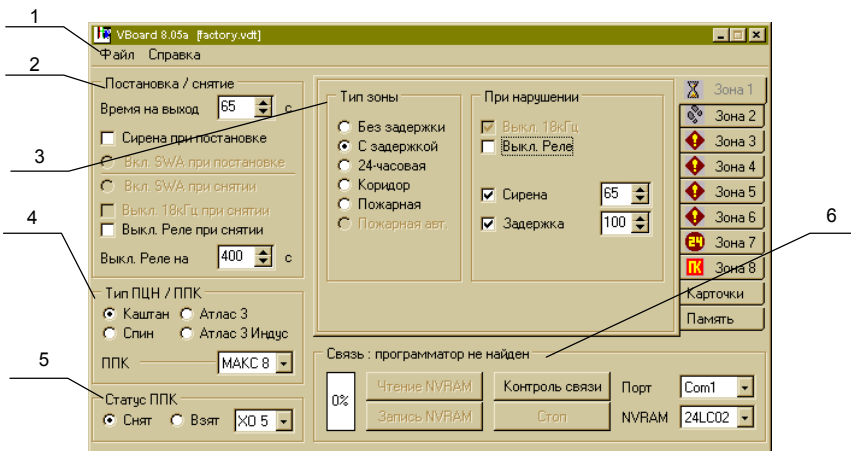 1
VBoard 8.05a [factory.vdt]
Файл Справка
2
Постановка / снятие
Время на выход 65 с
Сирена при постановке
Вкл. SWA при постановке
Вкл. SWA при снятии
Выкл. 18кГц при снятии
Выкл. Реле при снятии
Выкл. Реле на 400 с
3
Тип зоны
Без задержки
С задержкой
24-часовая
Коридор
Пожарная
Пожарная авт.
При нарушении
Выкл. 18кГц
Выкл. Реле
Сирена 65
Задержка 100
Зона 1
Зона 2
Зона 3
Зона 4
Зона 5
Зона 6
24 Зона 7
ПК Зона 8
Карточки
Память
4
Тип ПЦН / ППК
Каштан Атлас 3
Спин Атлас 3 Индус
ППК МАКС 8
5
Статус ППК
Снят Взят ХО 5
6
Связь : программатор не найден
0%
Чтение NVRAM Контроль связи Порт Com1
Запись NVRAM Стоп NVRAM 24LC02